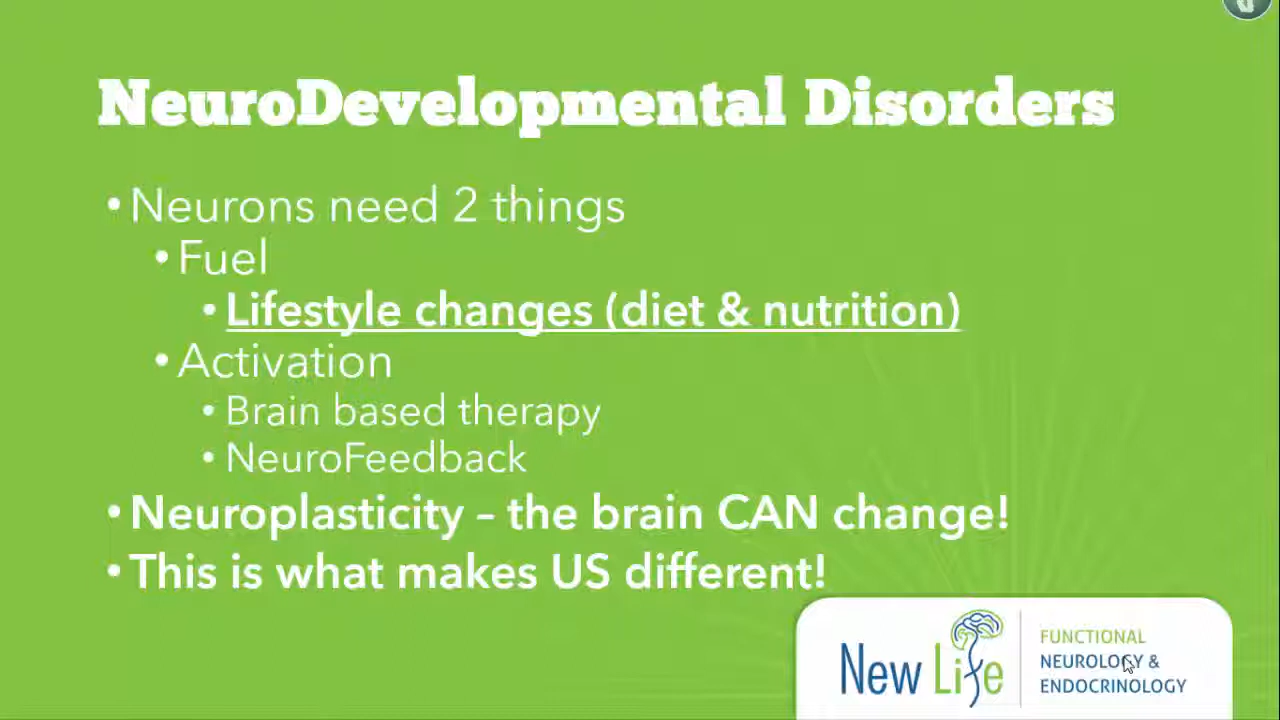 NeuroDevelopmental Disorders
•Neurons need 2 things
•Fuel
•Lifestyle changes (diet & nutrition)
•Activation
•Brain based therapy
•NeuroFeedback
•Neuroplasticity – the brain CAN change!
•This is what makes US different!
New Life
FUNCTIONAL
NEUROLOGY &
ENDOCRINOLOGY